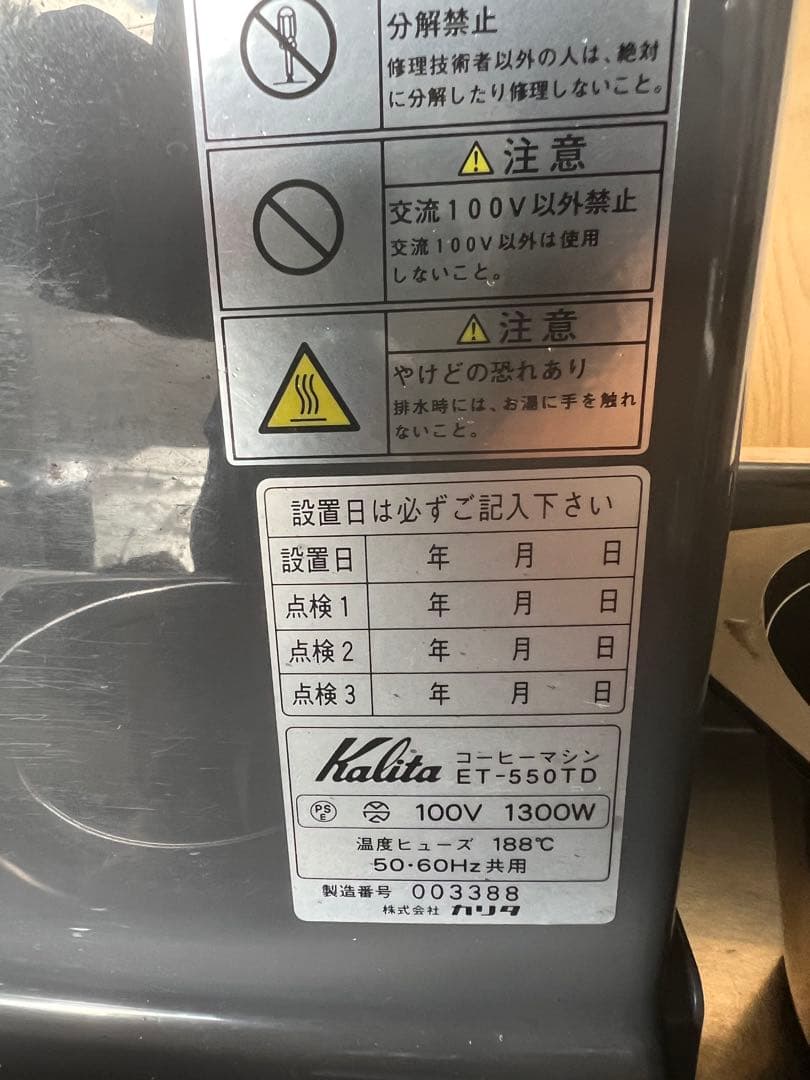 分解禁止
修理技術者以外の人は、絶対
に分解したり修理しないこと。
注意
交流100V以外禁止
交流100V以外は使用
しないこと。
注意
やけどの恐れあり
排水時には、お湯に手を触れ
ないこと。
設置日は必ずご記入下さい
設置日 年 月 日
点検1 年 月 日
点検2 年 月 日
点検3 年 月 日
Kalita コーヒーマシン
ET-550TD
PSE 100V 1300W
温度ヒューズ 188℃
50・60Hz共用
製造番号 003388
株式会社 カリタ